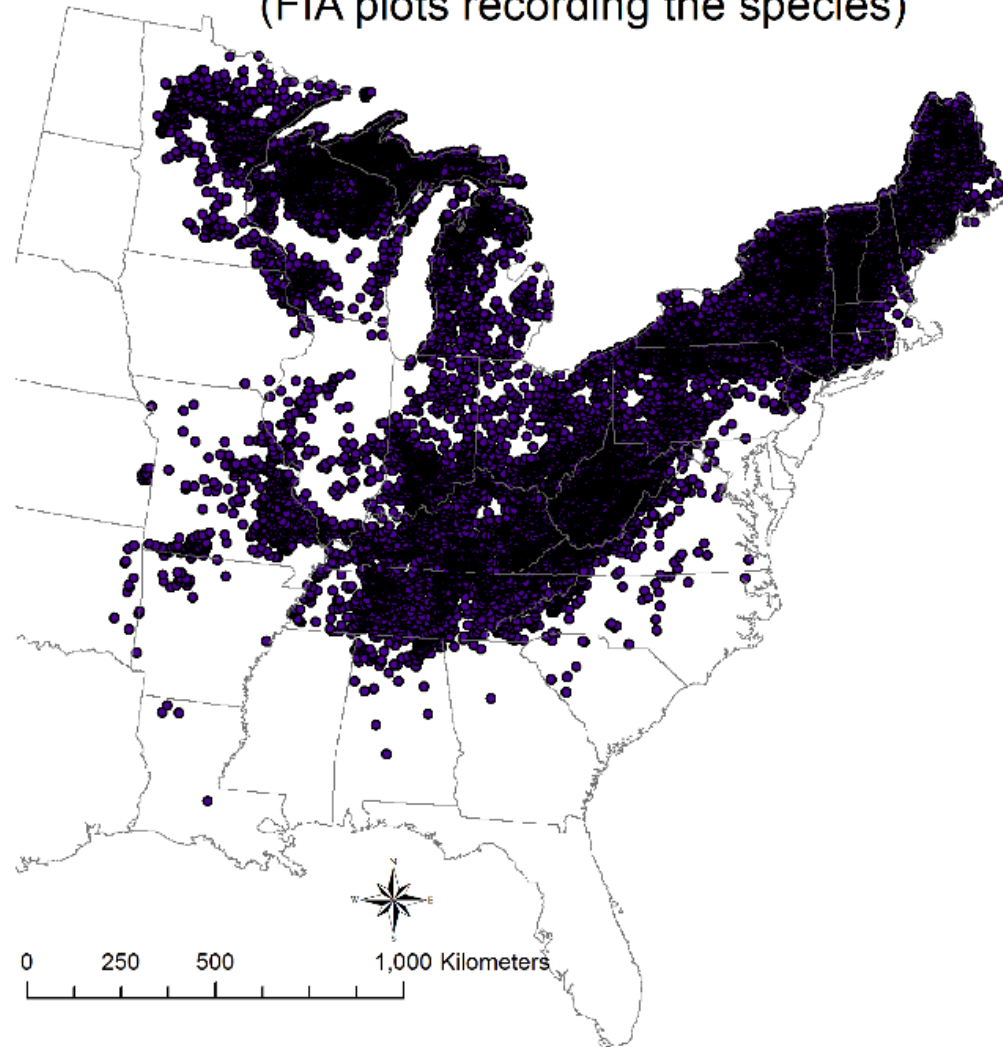 (FIA plots recording the species)
N
W E
S
0 250 500 1,000 Kilometers